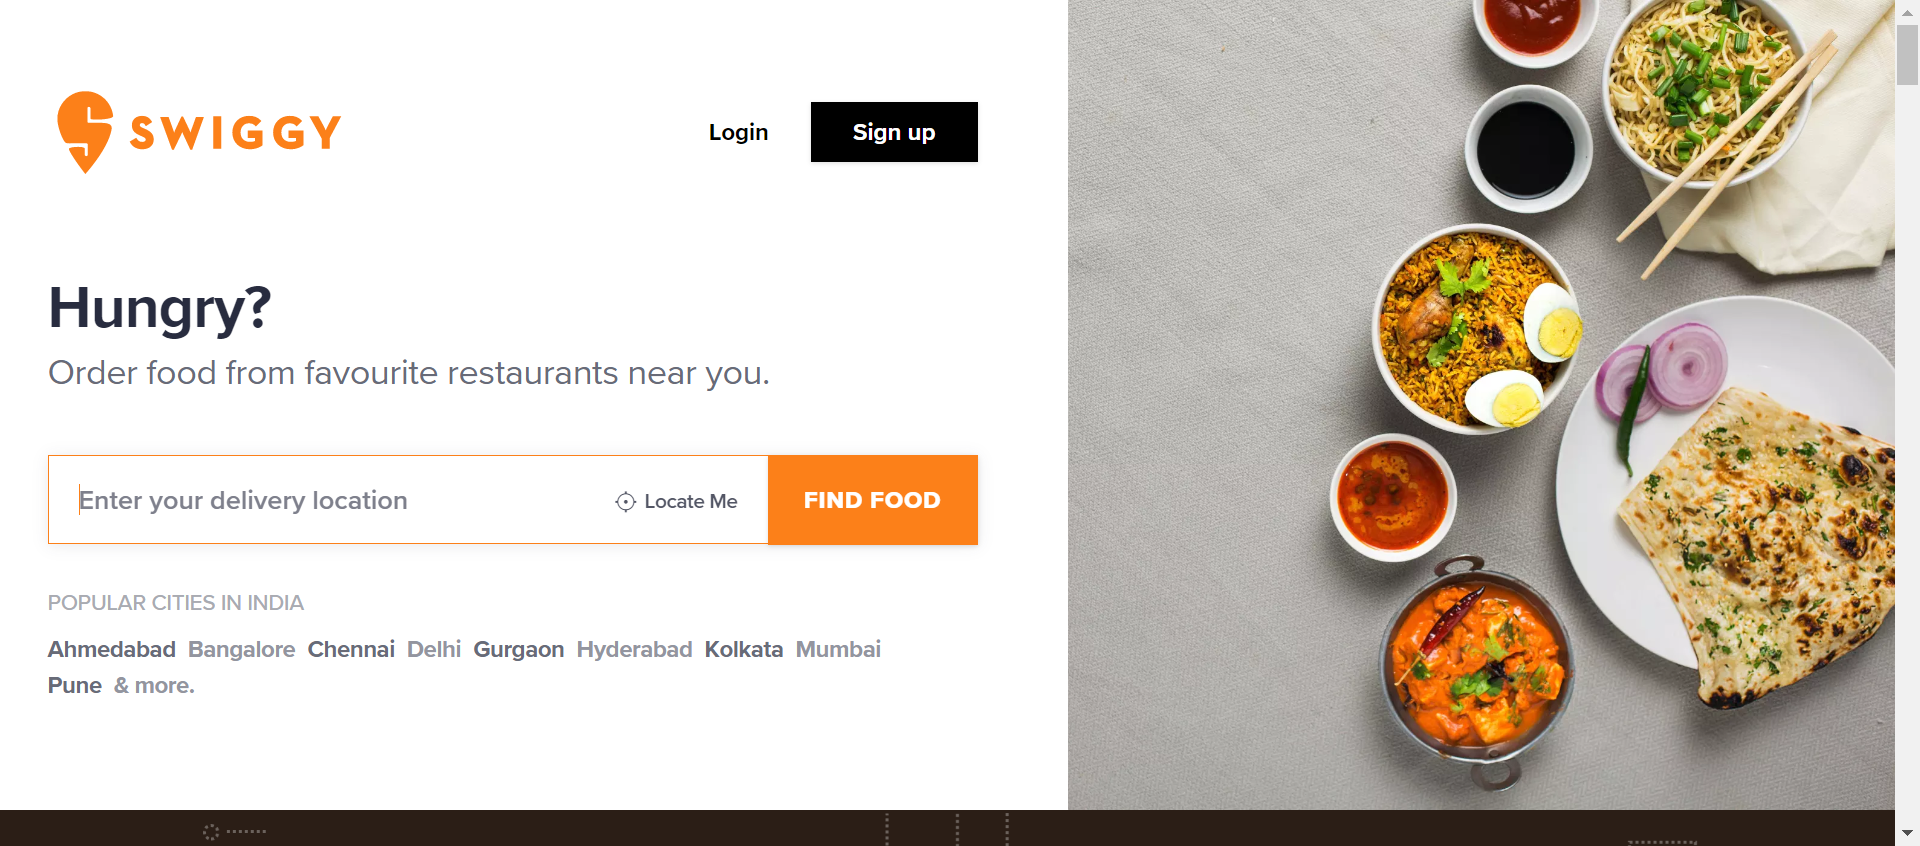 SWIGGY
Login
Sign up
Hungry?
Order food from favourite restaurants near you.
Enter your delivery location
Locate Me
FIND FOOD
POPULAR CITIES IN INDIA
Ahmedabad Bangalore Chennai Delhi Gurgaon Hyderabad Kolkata Mumbai
Pune & more.